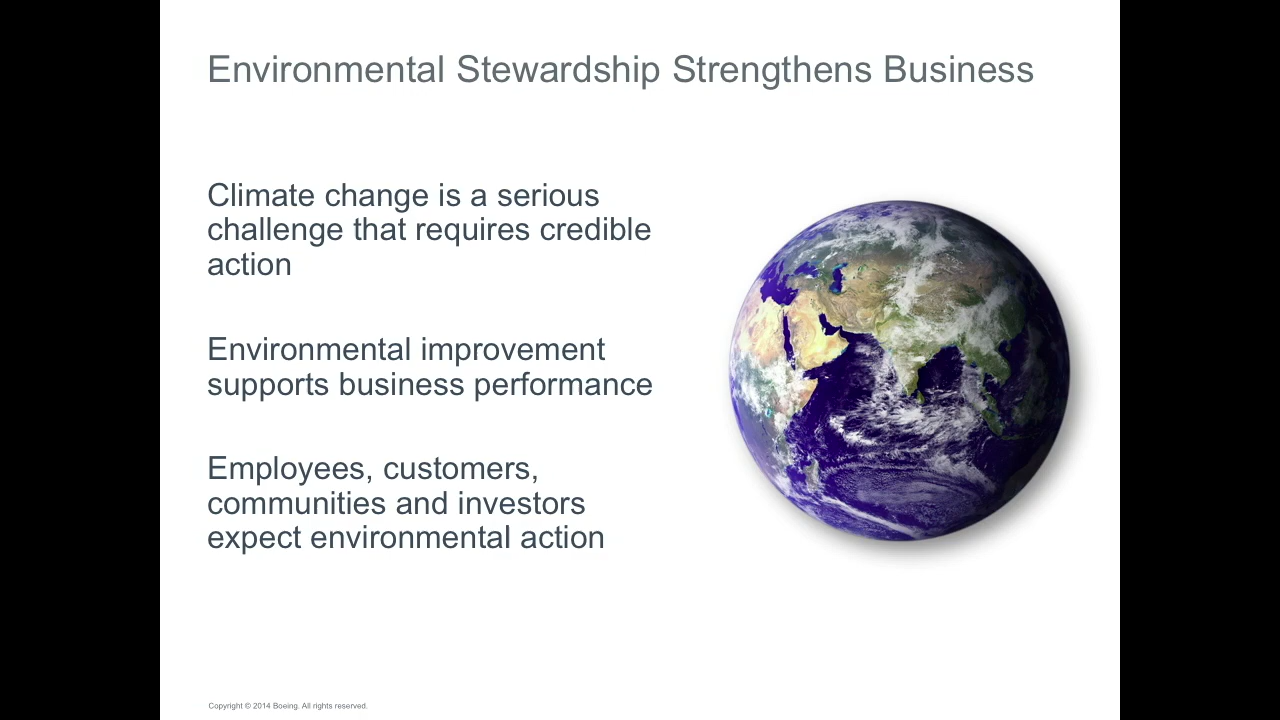 Environmental Stewardship Strengthens Business
Climate change is a serious
challenge that requires credible
action
Environmental improvement
supports business performance
Employees, customers,
communities and investors
expect environmental action
Copyright © 2014 Boeing. All rights reserved.